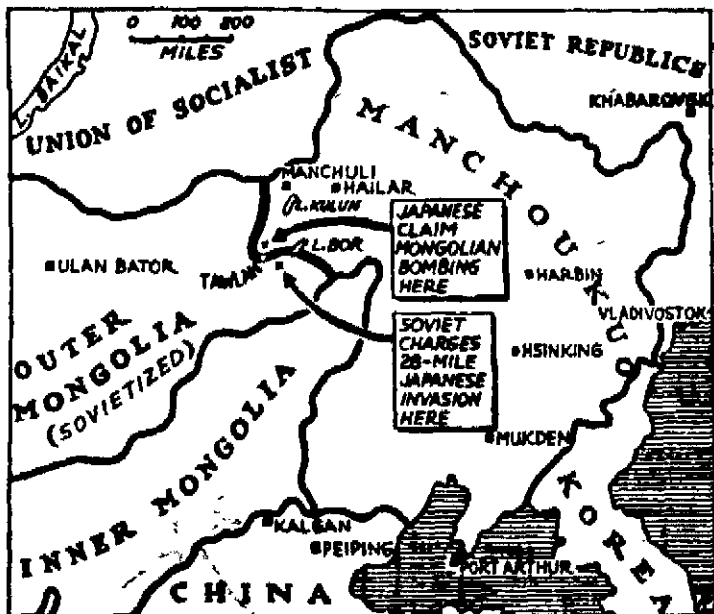 0 100 200
MILES
L. BAIKAL
UNION OF SOCIALIST
SOVIET REPUBLICS
KHABAROVSK
MANCHOUKUO
MANCHULI
HAILAR
L. KULUN
JAPANESE
CLAIM
MONGOLIAN
BOMBING
HERE
L. BOR
ULAN BATOR
TAWLAN
HARBIN
VLADIVOSTOK
OUTER
MONGOLIA
(SOVIETIZED)
SOVIET
CHARGES
28-MILE
JAPANESE
INVASION
HERE
HSINKING
MUKDEN
INNER MONGOLIA
KOREA
KALGAN
PEIPING
PORT ARTHUR
CHINA